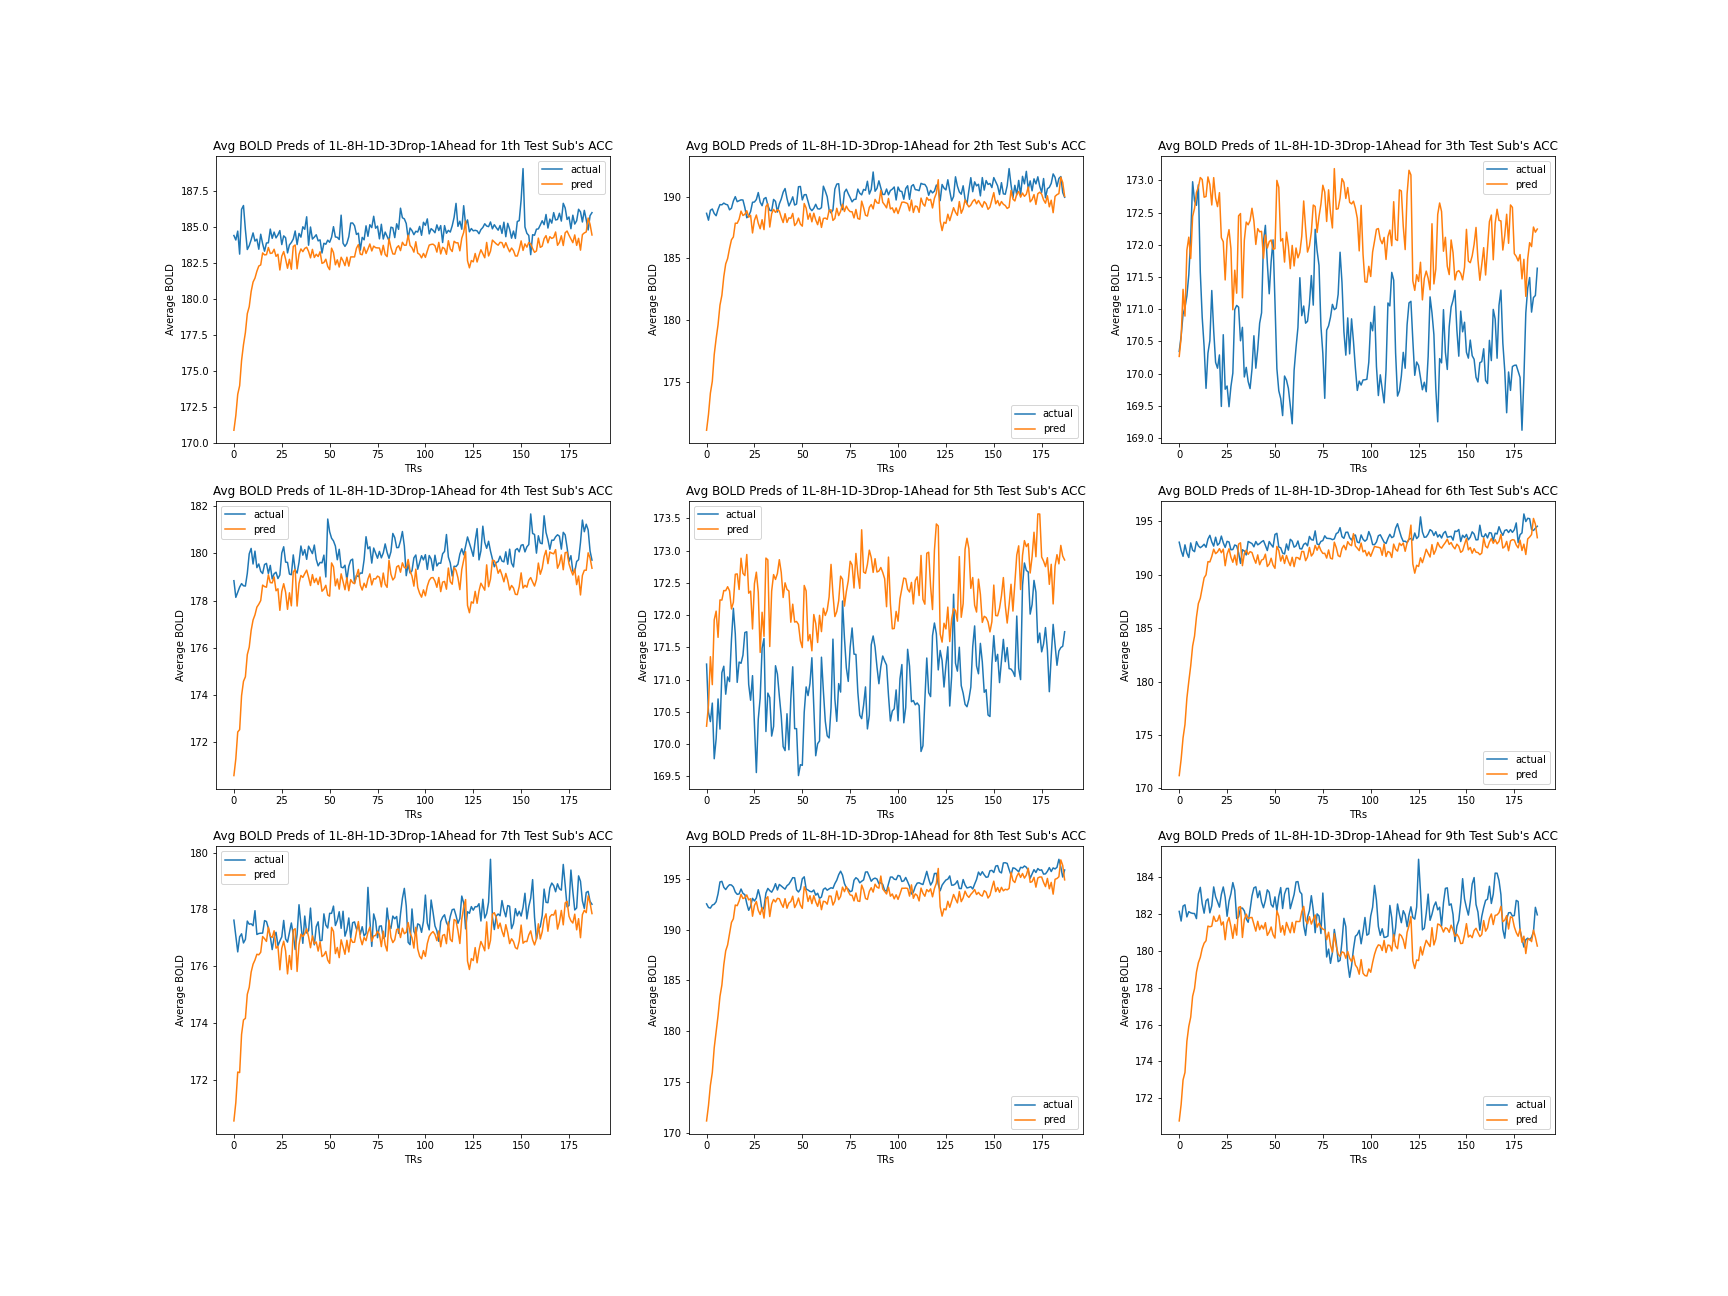 Avg BOLD Preds of 1L-8H-1D-3Drop-1Ahead for 1th Test Sub's ACC
187.5
185.0
182.5
180.0
177.5
175.0
172.5
170.0
Average BOLD
0 25 50 75 100 125 150 175
TRs
actual
pred
Avg BOLD Preds of 1L-8H-1D-3Drop-1Ahead for 2th Test Sub's ACC
190
185
180
175
Average BOLD
0 25 50 75 100 125 150 175
TRs
actual
pred
Avg BOLD Preds of 1L-8H-1D-3Drop-1Ahead for 3th Test Sub's ACC
173.0
172.5
172.0
171.5
171.0
170.5
170.0
169.5
169.0
Average BOLD
0 25 50 75 100 125 150 175
TRs
actual
pred
Avg BOLD Preds of 1L-8H-1D-3Drop-1Ahead for 4th Test Sub's ACC
182
180
178
176
174
172
Average BOLD
0 25 50 75 100 125 150 175
TRs
actual
pred
Avg BOLD Preds of 1L-8H-1D-3Drop-1Ahead for 5th Test Sub's ACC
173.5
173.0
172.5
172.0
171.5
171.0
170.5
170.0
169.5
Average BOLD
0 25 50 75 100 125 150 175
TRs
actual
pred
Avg BOLD Preds of 1L-8H-1D-3Drop-1Ahead for 6th Test Sub's ACC
195
190
185
180
175
170
Average BOLD
0 25 50 75 100 125 150 175
TRs
actual
pred
Avg BOLD Preds of 1L-8H-1D-3Drop-1Ahead for 7th Test Sub's ACC
180
178
176
174
172
Average BOLD
0 25 50 75 100 125 150 175
TRs
actual
pred
Avg BOLD Preds of 1L-8H-1D-3Drop-1Ahead for 8th Test Sub's ACC
195
190
185
180
175
170
Average BOLD
0 25 50 75 100 125 150 175
TRs
actual
pred
Avg BOLD Preds of 1L-8H-1D-3Drop-1Ahead for 9th Test Sub's ACC
184
182
180
178
176
174
172
Average BOLD
0 25 50 75 100 125 150 175
TRs
actual
pred